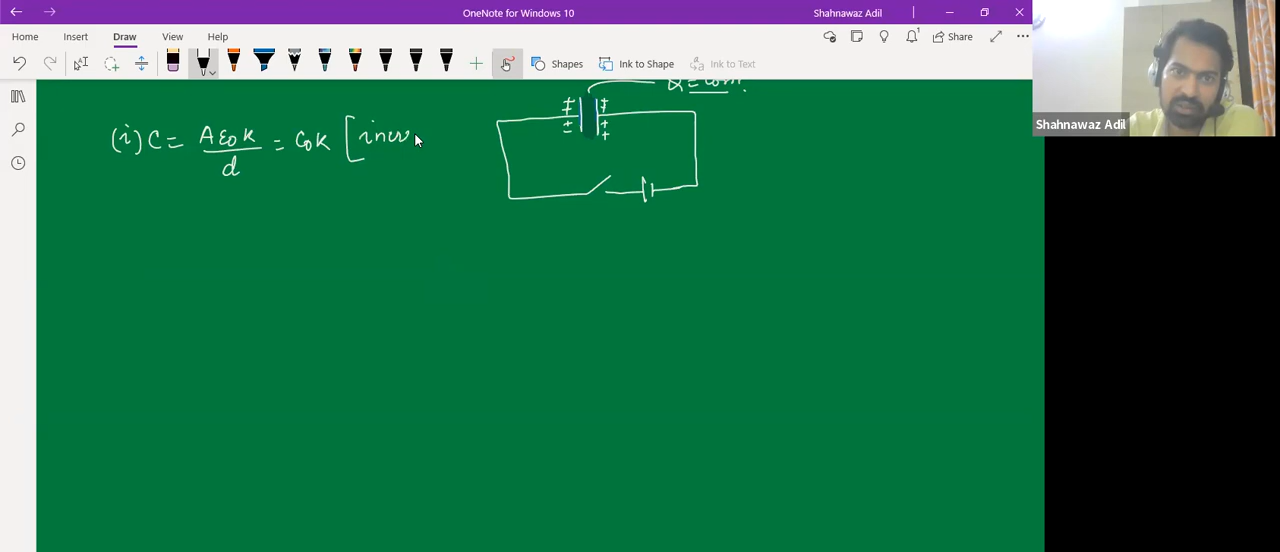 OneNote for Windows 10
Shahnawaz Adil
Home Insert Draw View Help
Share
Shapes Ink to Shape Ink to Text
(i) C = Aε₀K/d = C₀K [incr
Shahnawaz Adil